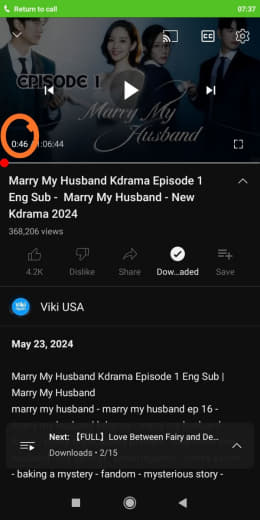 Return to call
07:37
CC
EPISODE 1
Marry My
Husband
0:46 / 1:06:44
Marry My Husband Kdrama Episode 1
Eng Sub - Marry My Husband - New
Kdrama 2024
368,206 views
4.2K
Dislike
Share
Dow...aded
Save
Viki USA
May 23, 2024
Marry My Husband Kdrama Episode 1 Eng Sub |
Marry My Husband
marry my husband - marry my husband ep 16 -
Next: 【FULL】Love Between Fairy and De...
Downloads • 2/15
- baking a mystery - fandom - mysterious story -